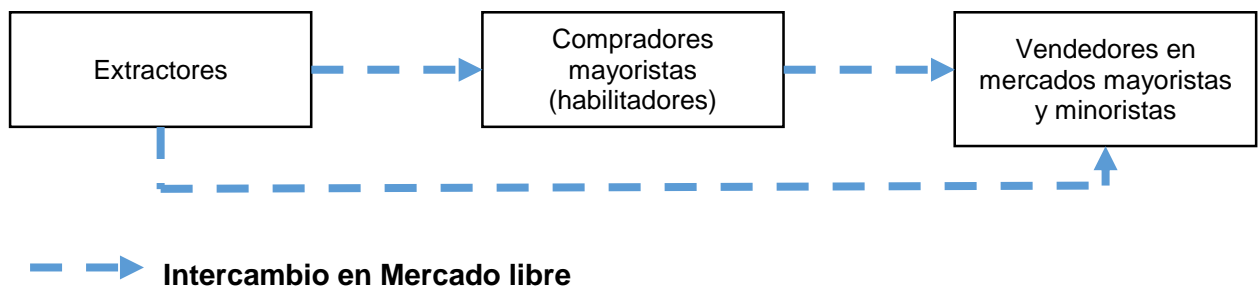 Extractores
Compradores
mayoristas
(habilitadores)
Vendedores en
mercados mayoristas
y minoristas
Intercambio en Mercado libre